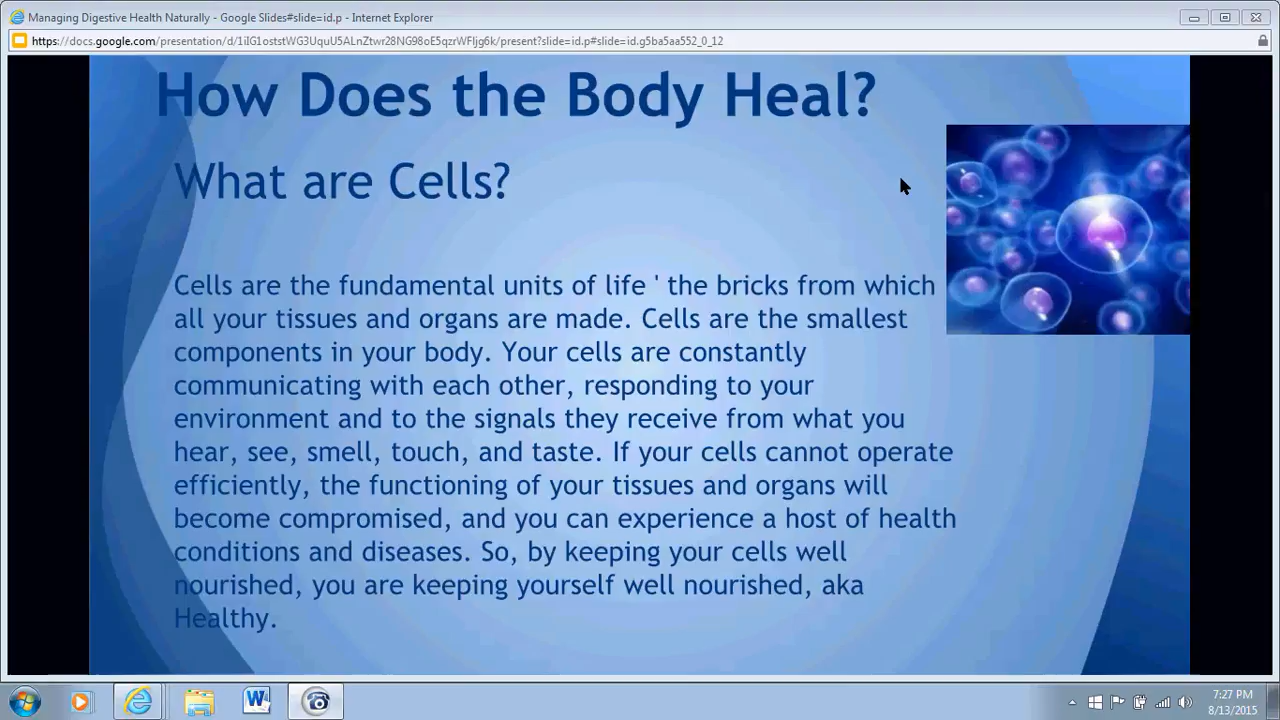 Managing Digestive Health Naturally - Google Slides#slide=id.p - Internet Explorer
https://docs.google.com/presentation/d/1iIG1oststWG3UquU5ALnZtwr28NG98oE5qzrWFIjg6k/present?slide=id.p#slide=id.g5ba5aa552_0_12
How Does the Body Heal?
What are Cells?
Cells are the fundamental units of life ' the bricks from which
all your tissues and organs are made. Cells are the smallest
components in your body. Your cells are constantly
communicating with each other, responding to your
environment and to the signals they receive from what you
hear, see, smell, touch, and taste. If your cells cannot operate
efficiently, the functioning of your tissues and organs will
become compromised, and you can experience a host of health
conditions and diseases. So, by keeping your cells well
nourished, you are keeping yourself well nourished, aka
Healthy.
7:27 PM
8/13/2015